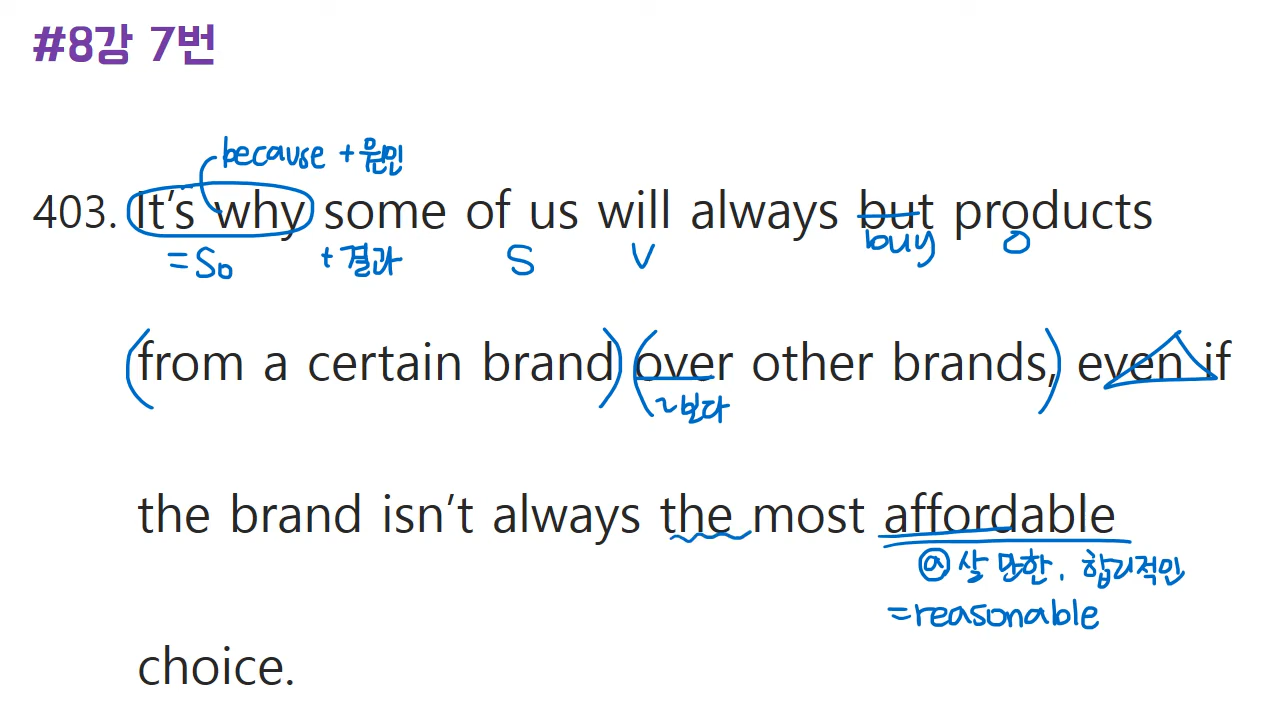 #8강 7번
because + 원인
403. It's why some of us will always but products
= So + 결과 S V buy O
(from a certain brand) (over other brands,) even if
~보다
the brand isn't always the most affordable
ⓐ 살 만한, 합리적인
= reasonable
choice.